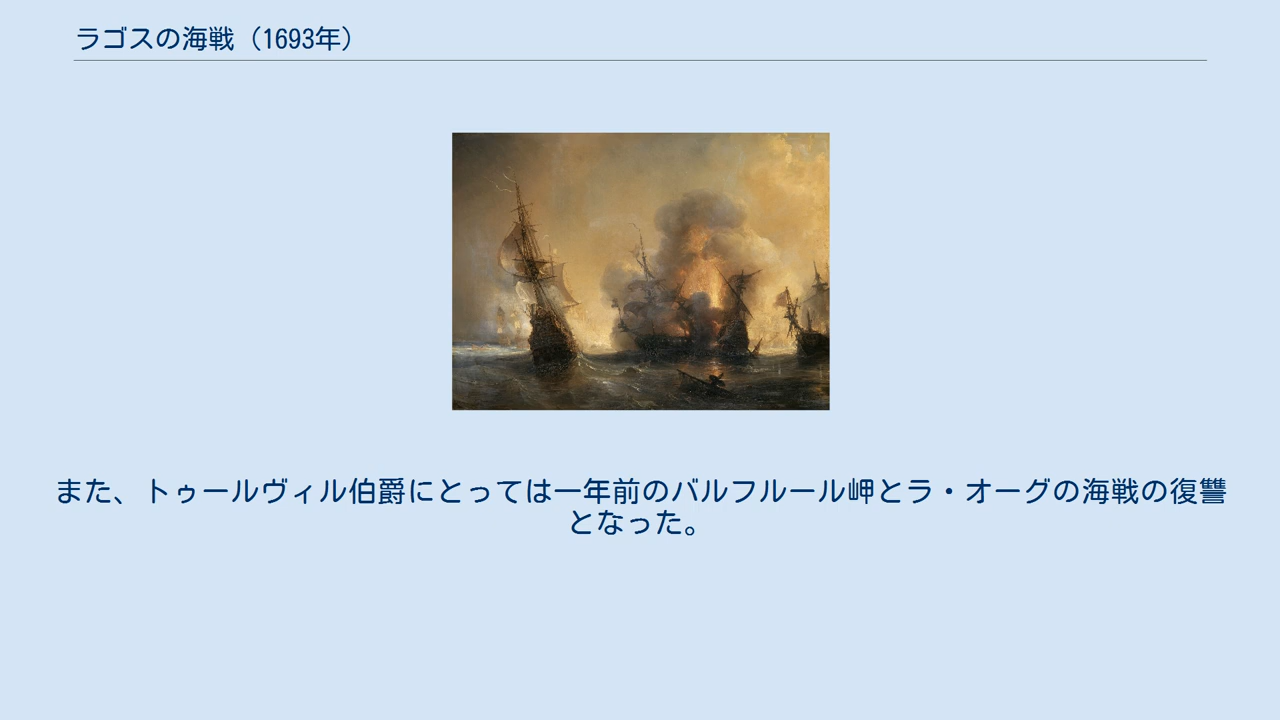 ラゴスの海戦（1693年）
また、トゥールヴィル伯爵にとっては一年前のバルフルール岬とラ・オーグの海戦の復讐
となった。